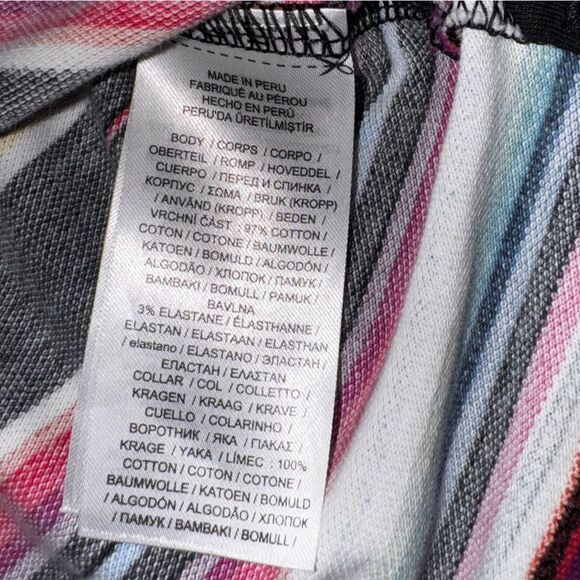 MADE IN PERU
FABRIQUÉ AU PÉROU
HECHO EN PERÚ
PERU'DA ÜRETİLMİŞTİR
BODY / CORPS / CORPO /
OBERTEIL / ROMP / HOVEDDEL /
CUERPO / ПЕРЕД И СПИНКА /
КОРПУС / ΣΩΜΑ / BRUK (KROPP)
/ ANVÄND (KROPP) / BEDEN /
VRCHNÍ ČÁST : 97% COTTON /
COTON / COTONE / BAUMWOLLE /
KATOEN / BOMULD / ALGODÓN /
ALGODÃO / ХЛОПОК / ПАМУК /
BAMBAKI / BOMULL / PAMUK /
BAVLNA
3% ELASTANE / ÉLASTHANNE /
ELASTAN / ELASTAAN / ELASTHAN
/ elastano / ELASTANO / ЭЛАСТАН /
ЕЛАСТАН / ΕΛΑΣΤΑΝ
COLLAR / COL / COLLETTO /
KRAGEN / KRAAG / KRAVE /
CUELLO / COLARINHO /
ВОРОТНИК / ЯКА / ГІАКАΣ /
KRAGE / YAKA / LÍMEC : 100%
COTTON / COTON / COTONE /
BAUMWOLLE / KATOEN / BOMULD
/ ALGODÓN / ALGODÃO / ХЛОПОК
/ ПАМУК / BAMBAKI / BOMULL /